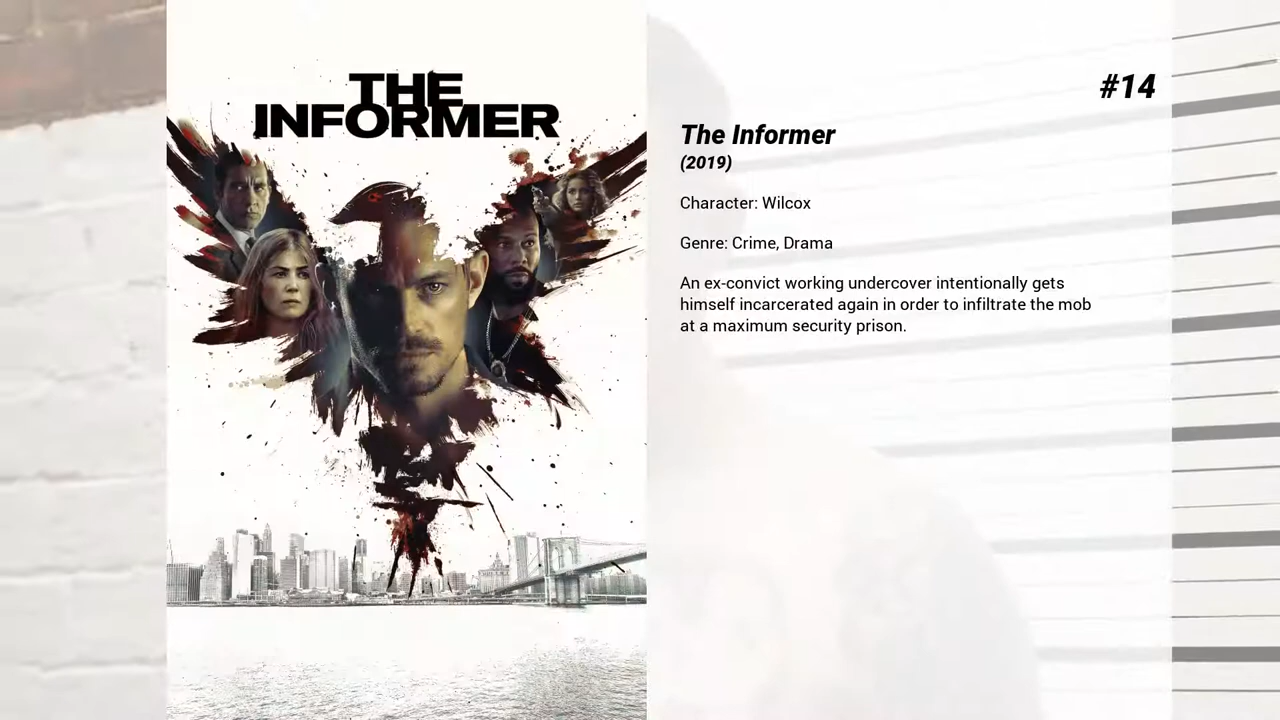 THE
INFORMER
#14
The Informer
(2019)
Character: Wilcox
Genre: Crime, Drama
An ex-convict working undercover intentionally gets
himself incarcerated again in order to infiltrate the mob
at a maximum security prison.